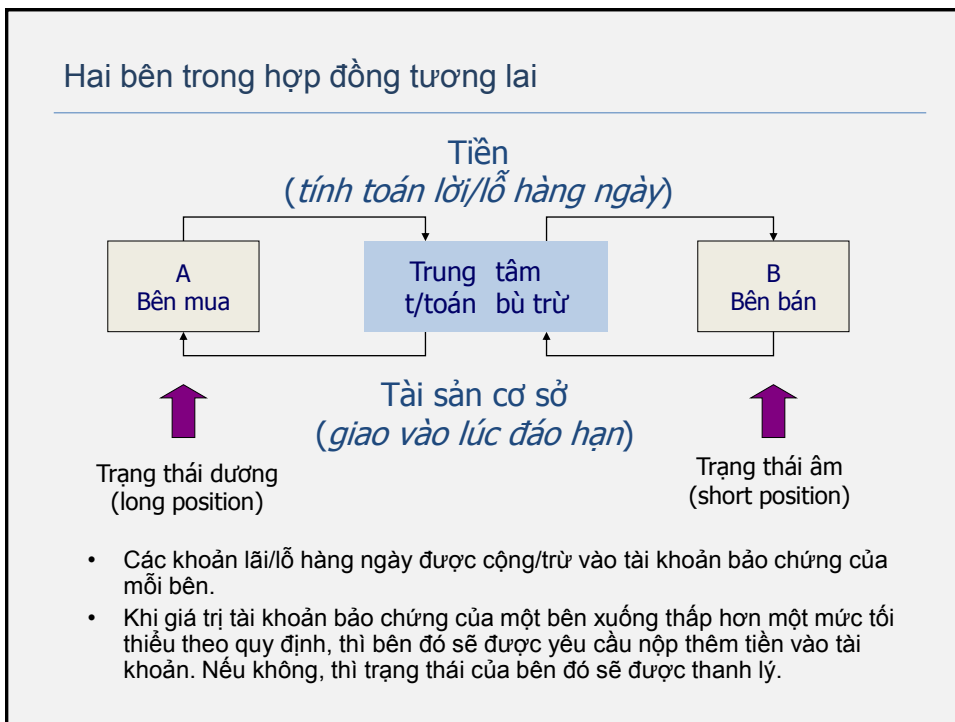 Hai bên trong hợp đồng tương lai
Tiền
(tính toán lời/lỗ hàng ngày)
A
Bên mua
Trung tâm
t/toán bù trừ
B
Bên bán
Tài sản cơ sở
(giao vào lúc đáo hạn)
Trạng thái dương
(long position)
Trạng thái âm
(short position)
• Các khoản lãi/lỗ hàng ngày được cộng/trừ vào tài khoản bảo chứng của
mỗi bên.
• Khi giá trị tài khoản bảo chứng của một bên xuống thấp hơn một mức tối
thiểu theo quy định, thì bên đó sẽ được yêu cầu nộp thêm tiền vào tài
khoản. Nếu không, thì trạng thái của bên đó sẽ được thanh lý.